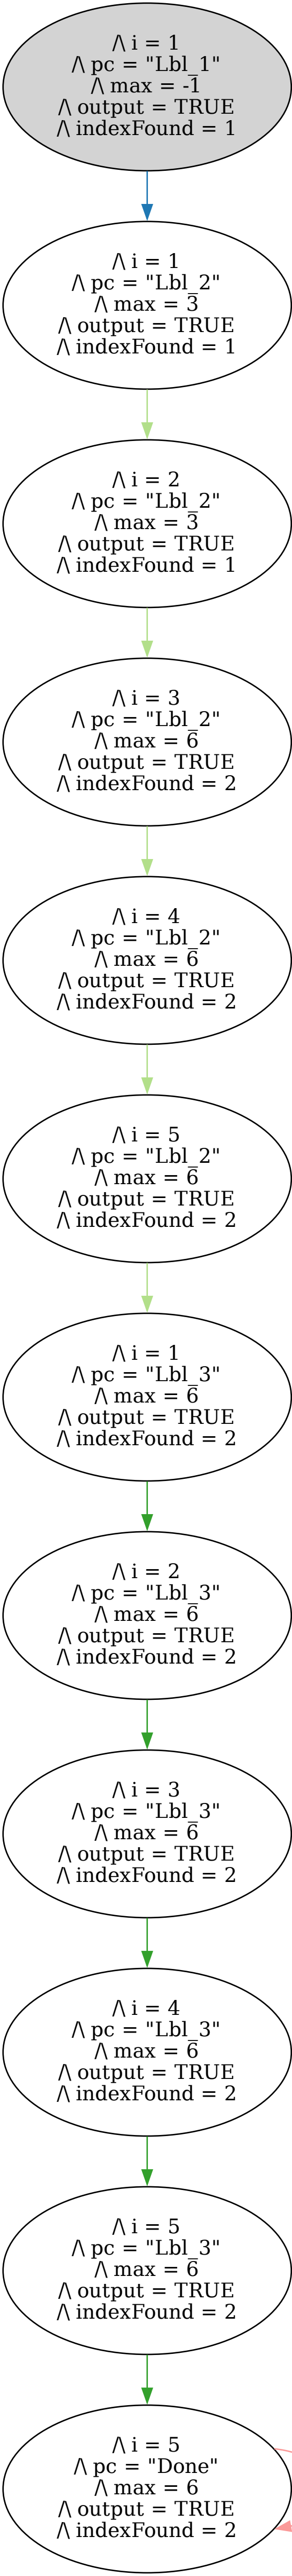 /\ i = 1
/\ pc = "Lbl_1"
/\ max = -1
/\ output = TRUE
/\ indexFound = 1
/\ i = 1
/\ pc = "Lbl_2"
/\ max = 3
/\ output = TRUE
/\ indexFound = 1
/\ i = 2
/\ pc = "Lbl_2"
/\ max = 3
/\ output = TRUE
/\ indexFound = 1
/\ i = 3
/\ pc = "Lbl_2"
/\ max = 6
/\ output = TRUE
/\ indexFound = 2
/\ i = 4
/\ pc = "Lbl_2"
/\ max = 6
/\ output = TRUE
/\ indexFound = 2
/\ i = 5
/\ pc = "Lbl_2"
/\ max = 6
/\ output = TRUE
/\ indexFound = 2
/\ i = 1
/\ pc = "Lbl_3"
/\ max = 6
/\ output = TRUE
/\ indexFound = 2
/\ i = 2
/\ pc = "Lbl_3"
/\ max = 6
/\ output = TRUE
/\ indexFound = 2
/\ i = 3
/\ pc = "Lbl_3"
/\ max = 6
/\ output = TRUE
/\ indexFound = 2
/\ i = 4
/\ pc = "Lbl_3"
/\ max = 6
/\ output = TRUE
/\ indexFound = 2
/\ i = 5
/\ pc = "Lbl_3"
/\ max = 6
/\ output = TRUE
/\ indexFound = 2
/\ i = 5
/\ pc = "Done"
/\ max = 6
/\ output = TRUE
/\ indexFound = 2